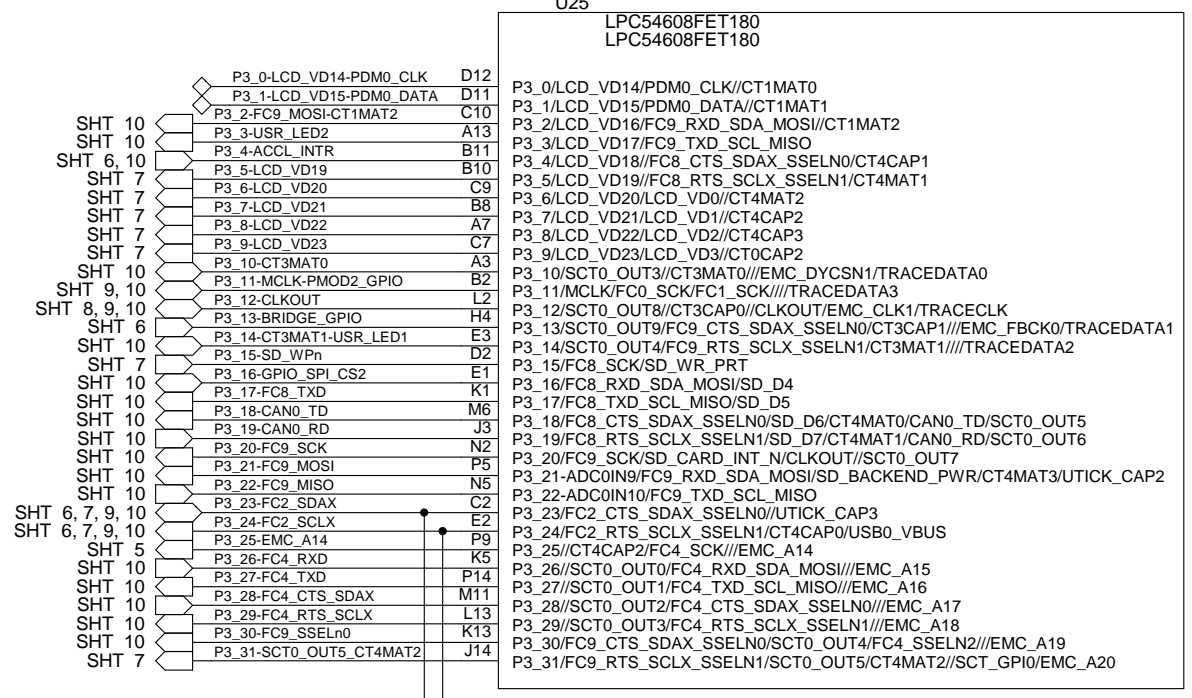 U25
LPC54608FET180
LPC54608FET180
P3_0-LCD_VD14-PDM0_CLK D12 P3_0/LCD_VD14/PDM0_CLK//CT1MAT0
P3_1-LCD_VD15-PDM0_DATA D11 P3_1/LCD_VD15/PDM0_DATA//CT1MAT1
SHT 10 P3_2-FC9_MOSI-CT1MAT2 C10 P3_2/LCD_VD16/FC9_RXD_SDA_MOSI//CT1MAT2
SHT 10 P3_3-USR_LED2 A13 P3_3/LCD_VD17/FC9_TXD_SCL_MISO
SHT 6, 10 P3_4-ACCL_INTR B11 P3_4/LCD_VD18//FC8_CTS_SDAX_SSELN0/CT4CAP1
SHT 7 P3_5-LCD_VD19 B10 P3_5/LCD_VD19//FC8_RTS_SCLX_SSELN1/CT4MAT1
SHT 7 P3_6-LCD_VD20 C9 P3_6/LCD_VD20/LCD_VD0//CT4MAT2
SHT 7 P3_7-LCD_VD21 B8 P3_7/LCD_VD21/LCD_VD1//CT4CAP2
SHT 7 P3_8-LCD_VD22 A7 P3_8/LCD_VD22/LCD_VD2//CT4CAP3
SHT 7 P3_9-LCD_VD23 C7 P3_9/LCD_VD23/LCD_VD3//CT0CAP2
SHT 10 P3_10-CT3MAT0 A3 P3_10/SCT0_OUT3//CT3MAT0///EMC_DYCSN1/TRACEDATA0
SHT 9, 10 P3_11-MCLK-PMOD2_GPIO B2 P3_11/MCLK/FC0_SCK/FC1_SCK////TRACEDATA3
SHT 8, 9, 10 P3_12-CLKOUT L2 P3_12/SCT0_OUT8//CT3CAP0//CLKOUT/EMC_CLK1/TRACECLK
SHT 6 P3_13-BRIDGE_GPIO H4 P3_13/SCT0_OUT9/FC9_CTS_SDAX_SSELN0/CT3CAP1///EMC_FBCK0/TRACEDATA1
SHT 10 P3_14-CT3MAT1-USR_LED1 E3 P3_14/SCT0_OUT4/FC9_RTS_SCLX_SSELN1/CT3MAT1////TRACEDATA2
SHT 7 P3_15-SD_WPn D2 P3_15/FC8_SCK/SD_WR_PRT
SHT 10 P3_16-GPIO_SPI_CS2 E1 P3_16/FC8_RXD_SDA_MOSI/SD_D4
SHT 10 P3_17-FC8_TXD K1 P3_17/FC8_TXD_SCL_MISO/SD_D5
SHT 10 P3_18-CAN0_TD M6 P3_18/FC8_CTS_SDAX_SSELN0/SD_D6/CT4MAT0/CAN0_TD/SCT0_OUT5
SHT 10 P3_19-CAN0_RD J3 P3_19/FC8_RTS_SCLX_SSELN1/SD_D7/CT4MAT1/CAN0_RD/SCT0_OUT6
SHT 10 P3_20-FC9_SCK N2 P3_20/FC9_SCK/SD_CARD_INT_N/CLKOUT//SCT0_OUT7
SHT 10 P3_21-FC9_MOSI P5 P3_21-ADC0IN9/FC9_RXD_SDA_MOSI/SD_BACKEND_PWR/CT4MAT3/UTICK_CAP2
SHT 10 P3_22-FC9_MISO N5 P3_22-ADC0IN10/FC9_TXD_SCL_MISO
SHT 6, 7, 9, 10 P3_23-FC2_SDAX C2 P3_23/FC2_CTS_SDAX_SSELN0//UTICK_CAP3
SHT 6, 7, 9, 10 P3_24-FC2_SCLX E2 P3_24/FC2_RTS_SCLX_SSELN1/CT4CAP0/USB0_VBUS
SHT 5 P3_25-EMC_A14 P9 P3_25//CT4CAP2/FC4_SCK///EMC_A14
SHT 10 P3_26-FC4_RXD K5 P3_26//SCT0_OUT0/FC4_RXD_SDA_MOSI///EMC_A15
SHT 10 P3_27-FC4_TXD P14 P3_27//SCT0_OUT1/FC4_TXD_SCL_MISO///EMC_A16
SHT 10 P3_28-FC4_CTS_SDAX M11 P3_28//SCT0_OUT2/FC4_CTS_SDAX_SSELN0///EMC_A17
SHT 10 P3_29-FC4_RTS_SCLX L13 P3_29//SCT0_OUT3/FC4_RTS_SCLX_SSELN1///EMC_A18
SHT 10 P3_30-FC9_SSELn0 K13 P3_30/FC9_CTS_SDAX_SSELN0/SCT0_OUT4/FC4_SSELN2///EMC_A19
SHT 7 P3_31-SCT0_OUT5_CT4MAT2 J14 P3_31/FC9_RTS_SCLX_SSELN1/SCT0_OUT5/CT4MAT2//SCT_GPI0/EMC_A20